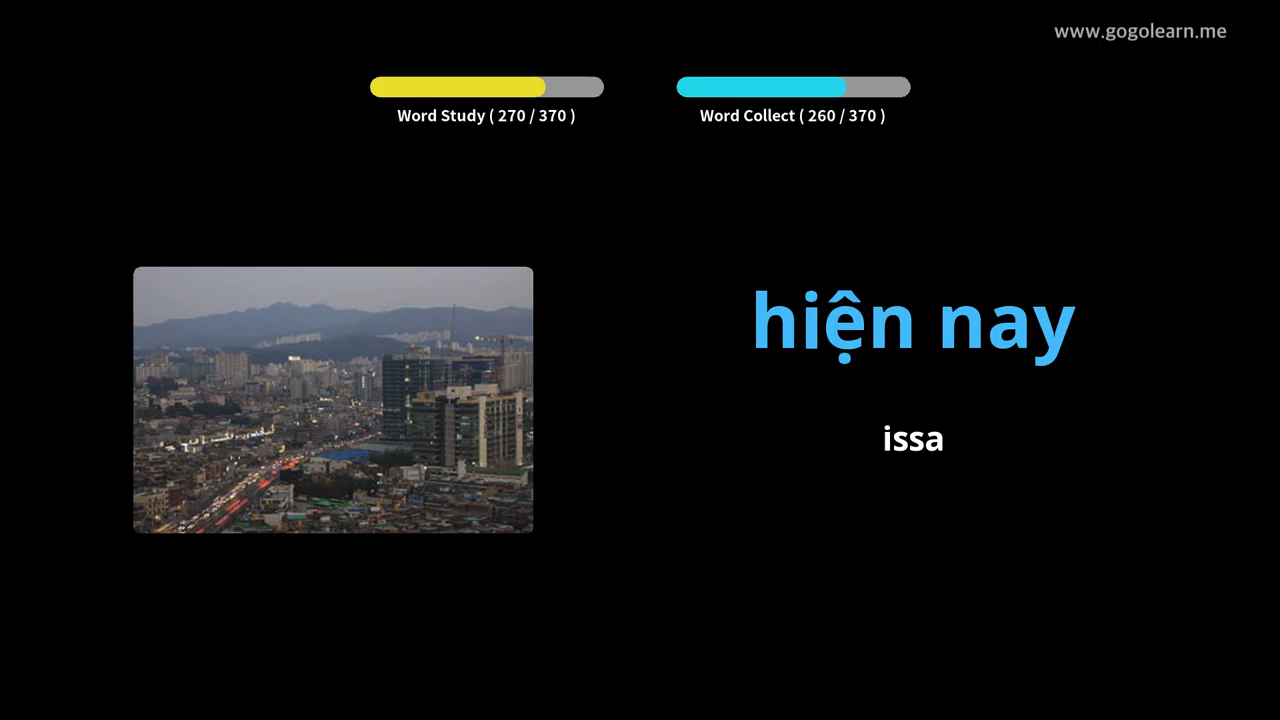 www.gogolearn.me
Word Study ( 270 / 370 )
Word Collect ( 260 / 370 )
hiện nay
issa